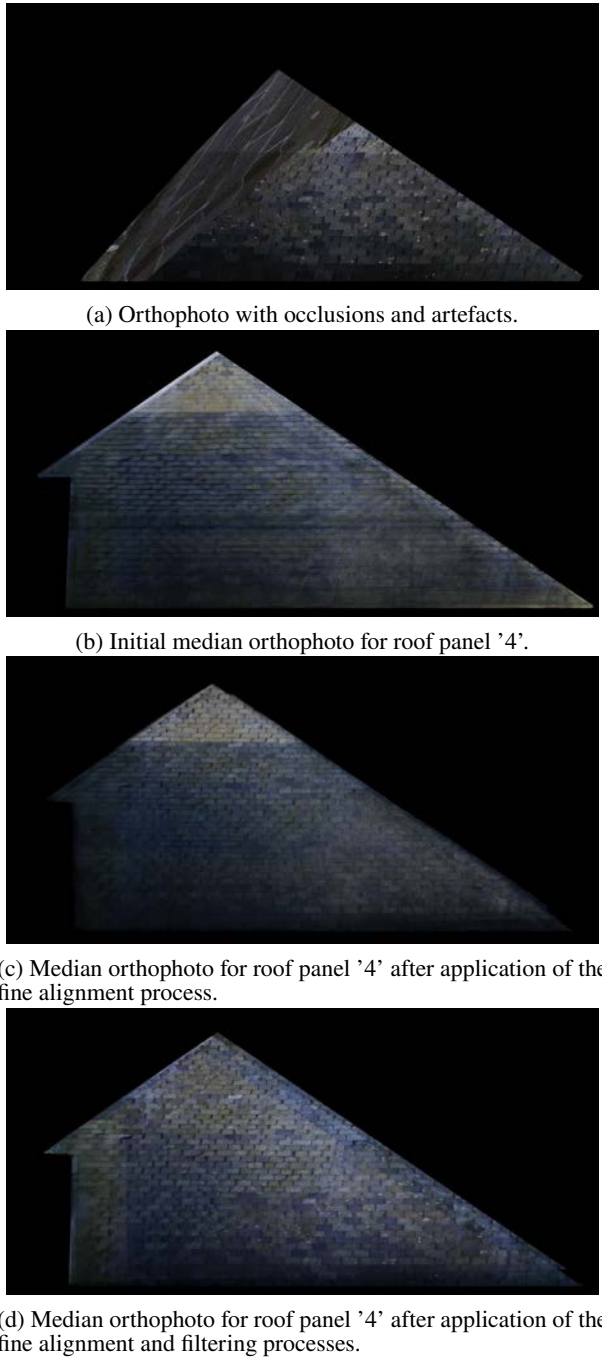 (a) Orthophoto with occlusions and artefacts.
(b) Initial median orthophoto for roof panel ’4’.
(c) Median orthophoto for roof panel ’4’ after application of the
fine alignment process.
(d) Median orthophoto for roof panel ’4’ after application of the
fine alignment and filtering processes.